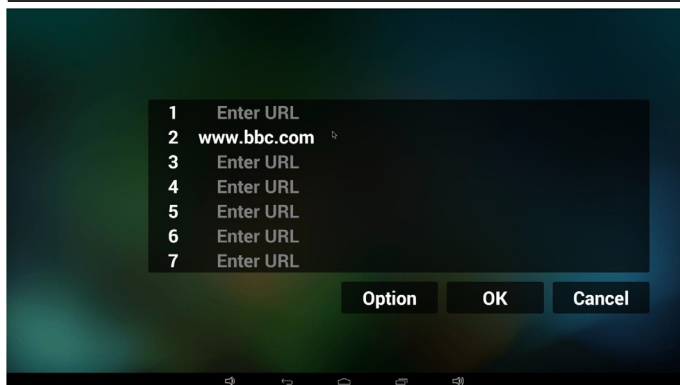 1 Enter URL
2 www.bbc.com
3 Enter URL
4 Enter URL
5 Enter URL
6 Enter URL
7 Enter URL
Option OK Cancel